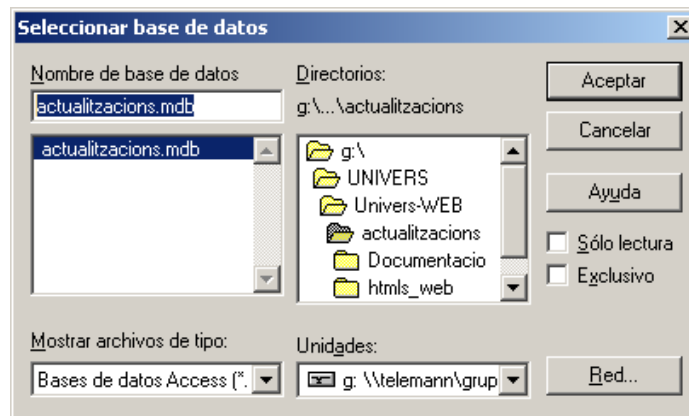 Seleccionar base de datos
Nombre de base de datos
actualitzacions.mdb
actualitzacions.mdb
Mostrar archivos de tipo:
Bases de datos Access (*.
Directorios:
g:\...\actualitzacions
g:\
UNIVERS
Univers-WEB
actualitzacions
Documentacio
htmls_web
Unidades:
g: \\telemann\grup
Aceptar
Cancelar
Ayuda
Sólo lectura
Exclusivo
Red...